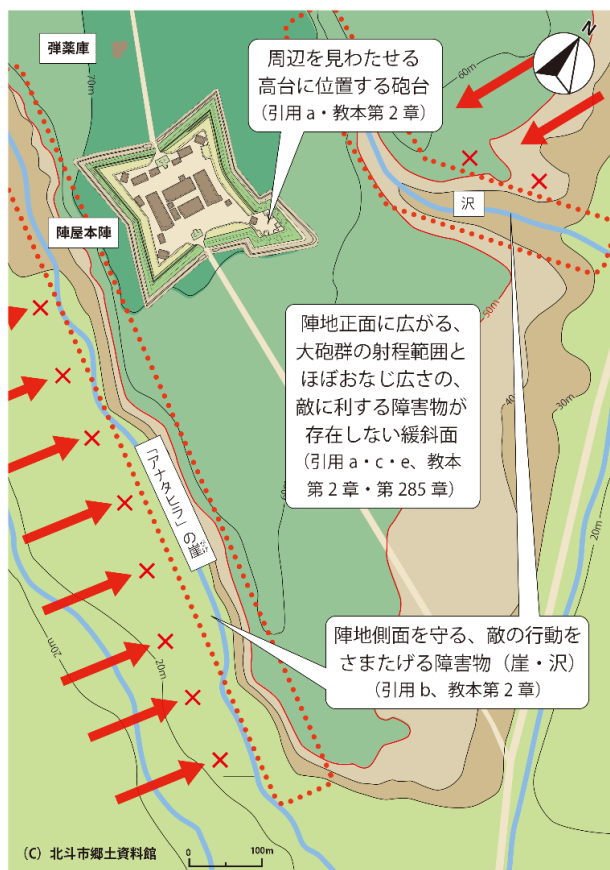 弾薬庫
70m
周辺を見わたせる
高台に位置する砲台
(引用 a・教本第 2 章)
N
60m
陣屋本陣
沢
陣地正面に広がる、
大砲群の射程範囲と
ほぼおなじ広さの、
敵に利する障害物が
存在しない緩斜面
(引用 a・c・e、教本
第 2 章・第 285 章)
50m
40
30m
20m
「アナタヒラ」の崖
がけ
陣地側面を守る、敵の行動を
さまたげる障害物(崖・沢)
(引用 b、教本第 2 章)
20m
20m
(C) 北斗市郷土資料館
0 100m